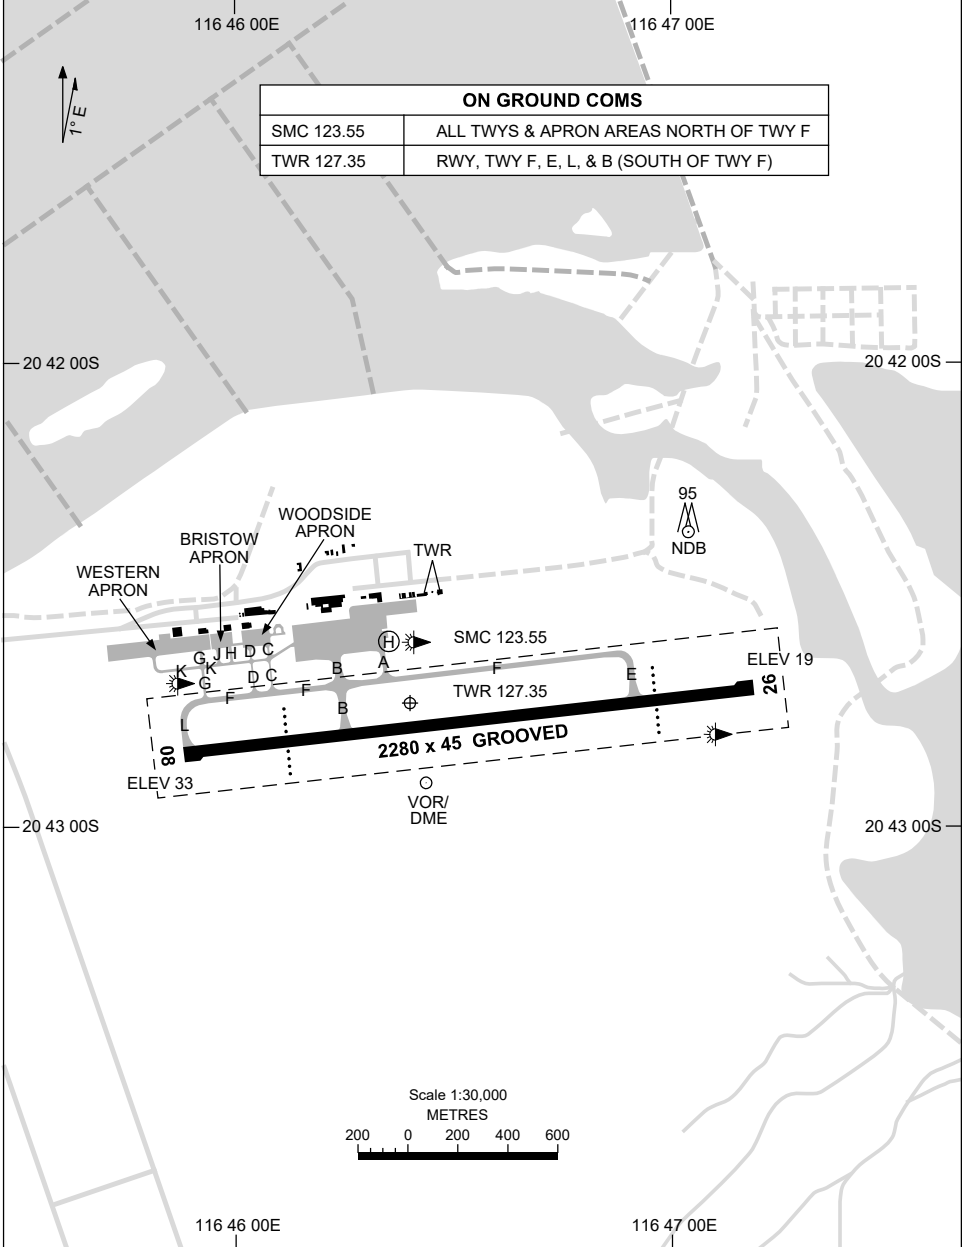 116 46 00E
116 47 00E
1° E
ON GROUND COMS
SMC 123.55 ALL TWYS & APRON AREAS NORTH OF TWY F
TWR 127.35 RWY, TWY F, E, L, & B (SOUTH OF TWY F)
20 42 00S
20 42 00S
95
NDB
WOODSIDE
APRON
BRISTOW
APRON
WESTERN
APRON
TWR
H
SMC 123.55
G J H D C
K K
G
D C
B
A
F
F
F
E
B
L
TWR 127.35
ELEV 19
26
2280 x 45 GROOVED
08
ELEV 33
VOR/
DME
20 43 00S
20 43 00S
Scale 1:30,000
METRES
200 0 200 400 600
116 46 00E
116 47 00E